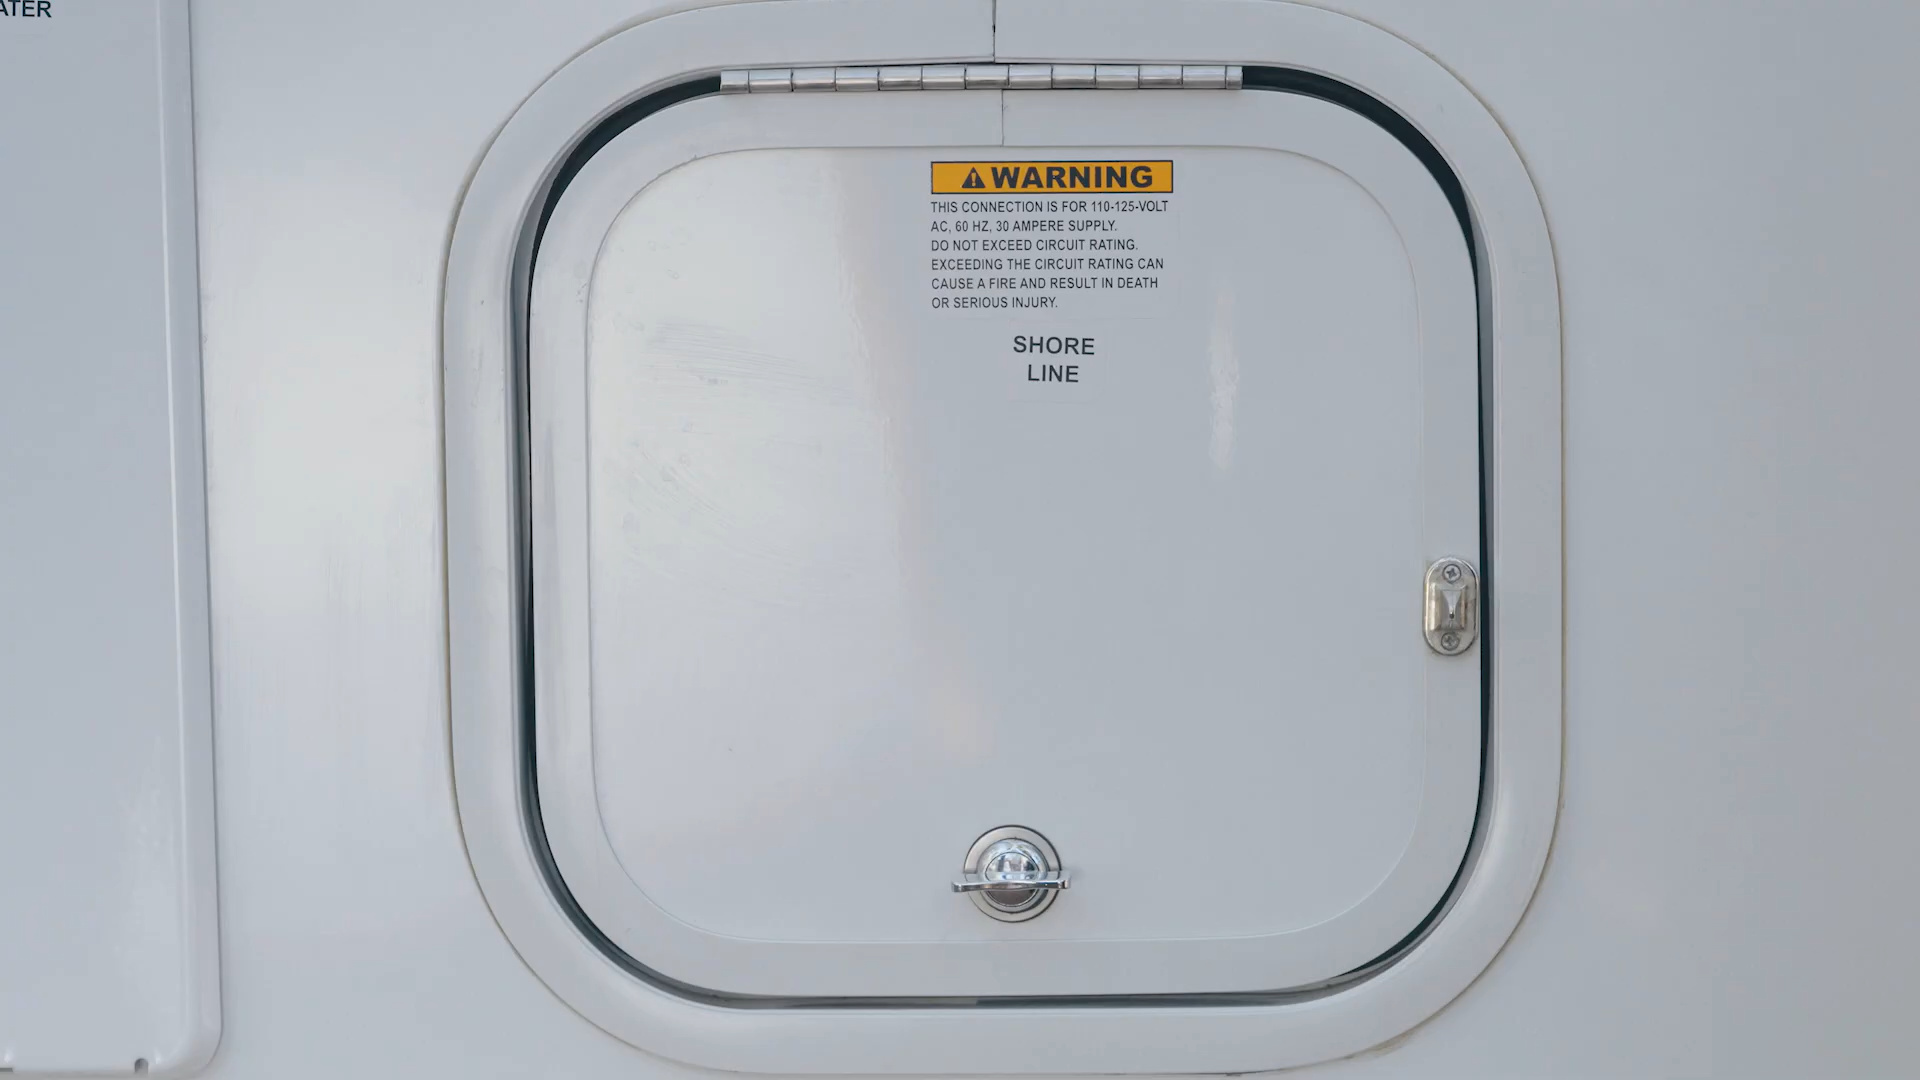 WARNING
THIS CONNECTION IS FOR 110-125-VOLT
AC, 60 HZ, 30 AMPERE SUPPLY.
DO NOT EXCEED CIRCUIT RATING.
EXCEEDING THE CIRCUIT RATING CAN
CAUSE A FIRE AND RESULT IN DEATH
OR SERIOUS INJURY.
SHORE
LINE